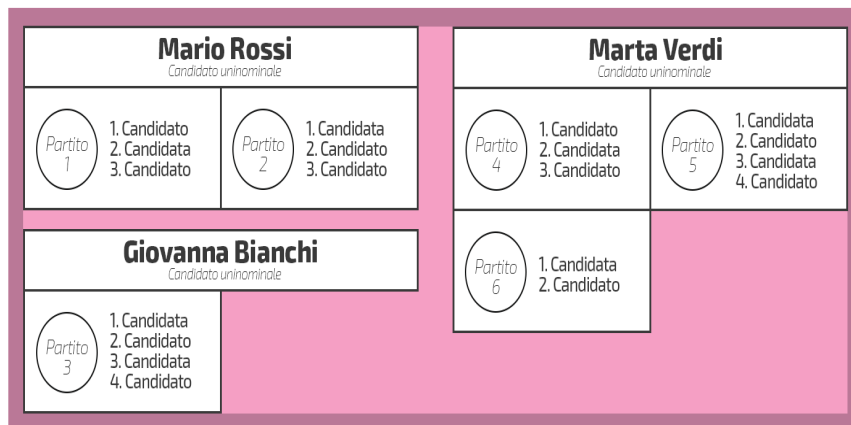 Mario Rossi
Candidato uninominale
Partito
1
1. Candidato
2. Candidata
3. Candidato
Partito
2
1. Candidata
2. Candidato
3. Candidato
Giovanna Bianchi
Candidato uninominale
Partito
3
1. Candidata
2. Candidato
3. Candidata
4. Candidato
Marta Verdi
Candidato uninominale
Partito
4
1. Candidato
2. Candidata
3. Candidato
Partito
5
1. Candidata
2. Candidato
3. Candidata
4. Candidato
Partito
6
1. Candidata
2. Candidato